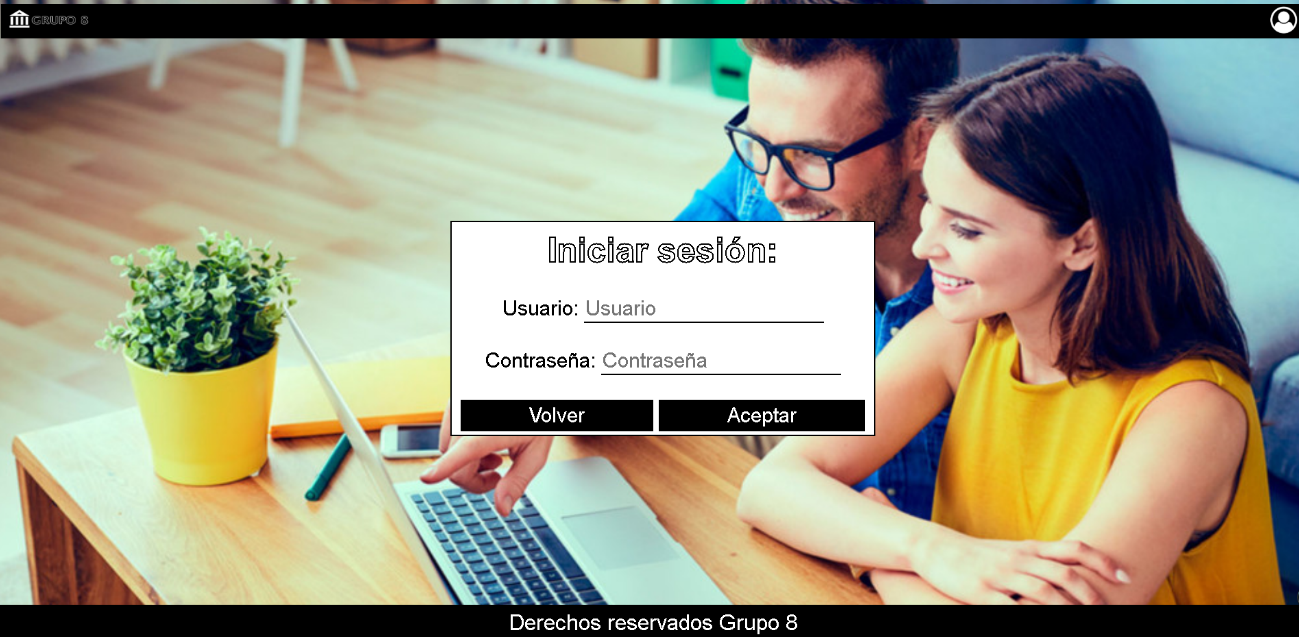 GRUPO 8
Iniciar sesión:
Usuario: Usuario
Contraseña: Contraseña
Volver Aceptar
Derechos reservados Grupo 8